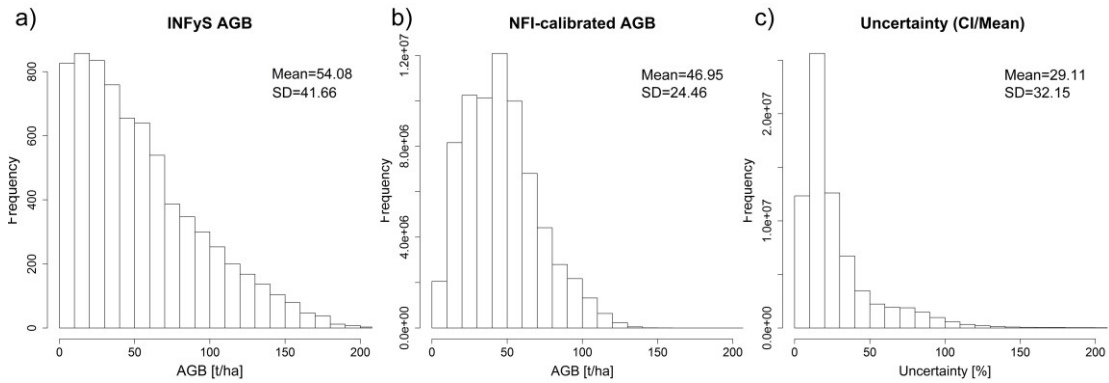 a)
INFyS AGB
Mean=54.08
SD=41.66
Frequency
0 200 400 600 800
0 50 100 150 200
AGB [t/ha]
b)
NFI-calibrated AGB
Mean=46.95
SD=24.46
Frequency
0.0e+00 4.0e+06 8.0e+06 1.2e+07
0 50 100 150 200
AGB [t/ha]
c)
Uncertainty (CI/Mean)
Mean=29.11
SD=32.15
Frequency
0.0e+00 1.0e+07 2.0e+07
0 50 100 150 200
Uncertainty [%]